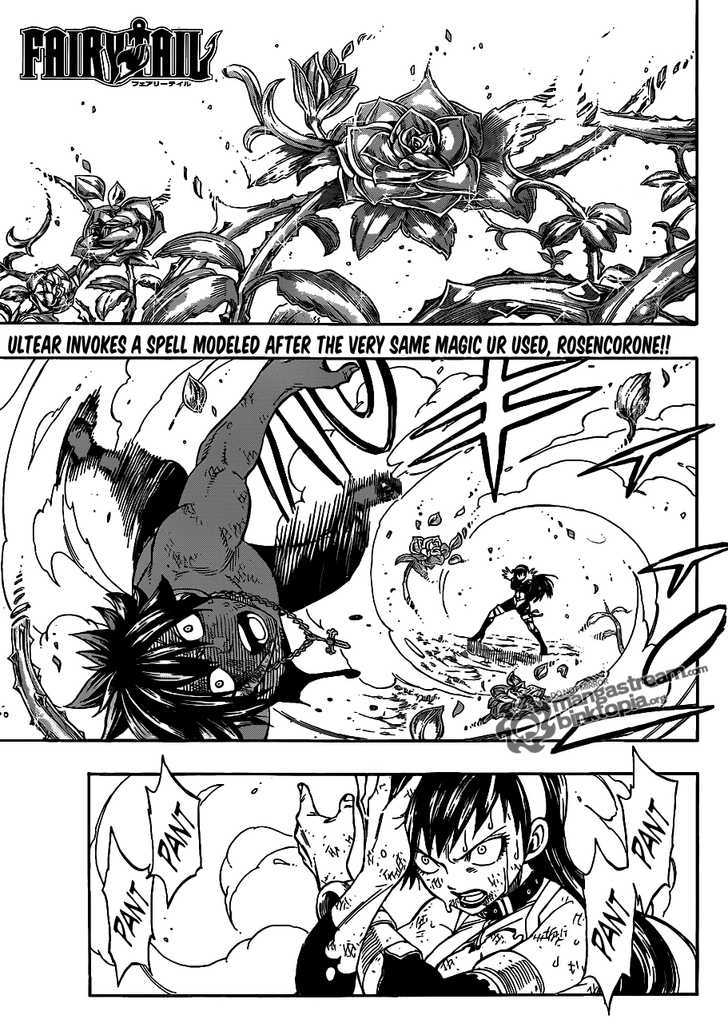 FAIRY TAIL
フェアリーテイル
ULTEAR INVOKES A SPELL MODELED AFTER THE VERY SAME MAGIC UR USED, ROSENCORONE!!
mangastream.com
binktopia.org
PANT
PANT
PANT
PANT